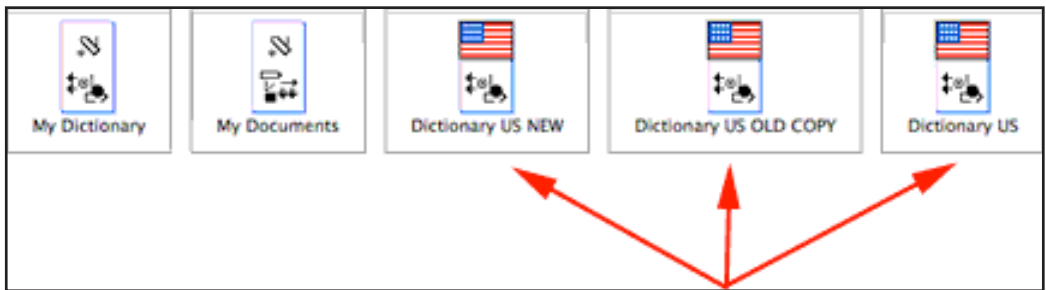 My Dictionary
My Documents
Dictionary US NEW
Dictionary US OLD COPY
Dictionary US